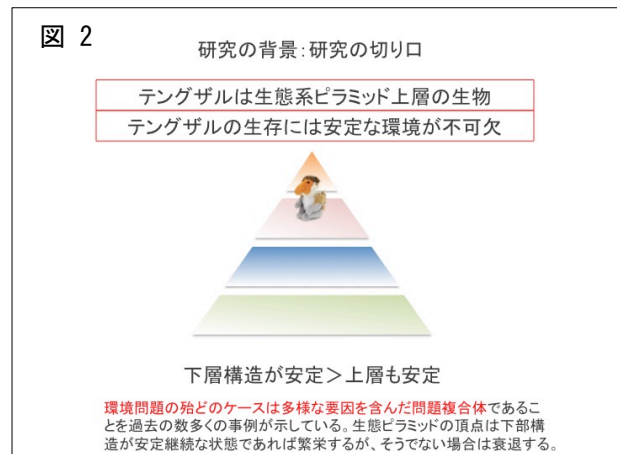 図 2
研究の背景:研究の切り口
テングザルは生態系ピラミッド上層の生物
テングザルの生存には安定な環境が不可欠
下層構造が安定>上層も安定
環境問題の殆どのケースは多様な要因を含んだ問題複合体であるこ
とを過去の数多くの事例が示している。生態ピラミッドの頂点は下部構
造が安定継続な状態であれば繁栄するが、そうでない場合は衰退する。